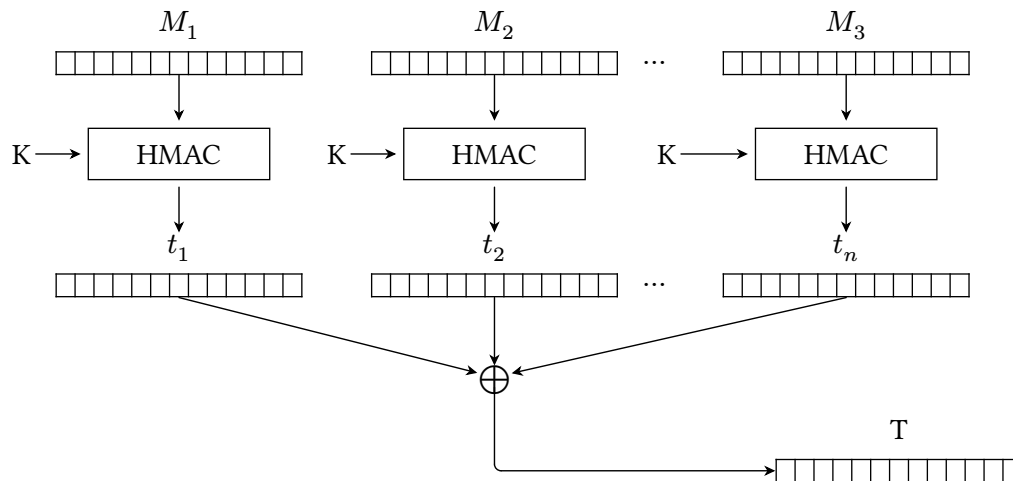 M₁ M₂ M₃
...
K HMAC K HMAC K HMAC
t₁ t₂ tₙ
...
T